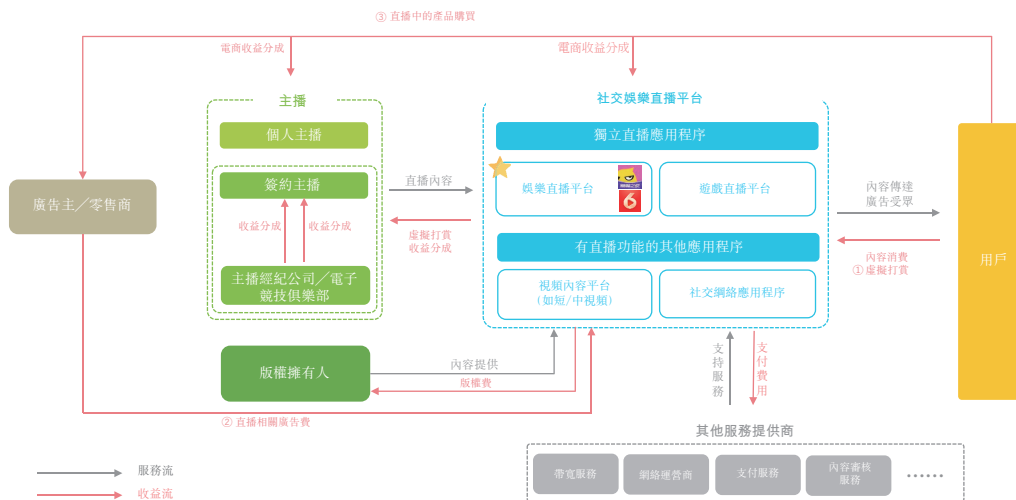 ③ 直播中的產品購買
電商收益分成
電商收益分成
主播
個人主播
簽約主播
收益分成
收益分成
主播經紀公司／電子
競技俱樂部
廣告主／零售商
直播內容
虛擬打賞
收益分成
社交娛樂直播平台
獨立直播應用程序
娛樂直播平台
遊戲直播平台
有直播功能的其他應用程序
視頻內容平台
(如短/中視頻)
社交網絡應用程序
內容傳達
廣告受眾
內容消費
① 虛擬打賞
用戶
版權擁有人
內容提供
版權費
支持服務
支付費用
② 直播相關廣告費
其他服務提供商
帶寬服務
網絡運營商
支付服務
內容審核
服務
……
服務流
收益流